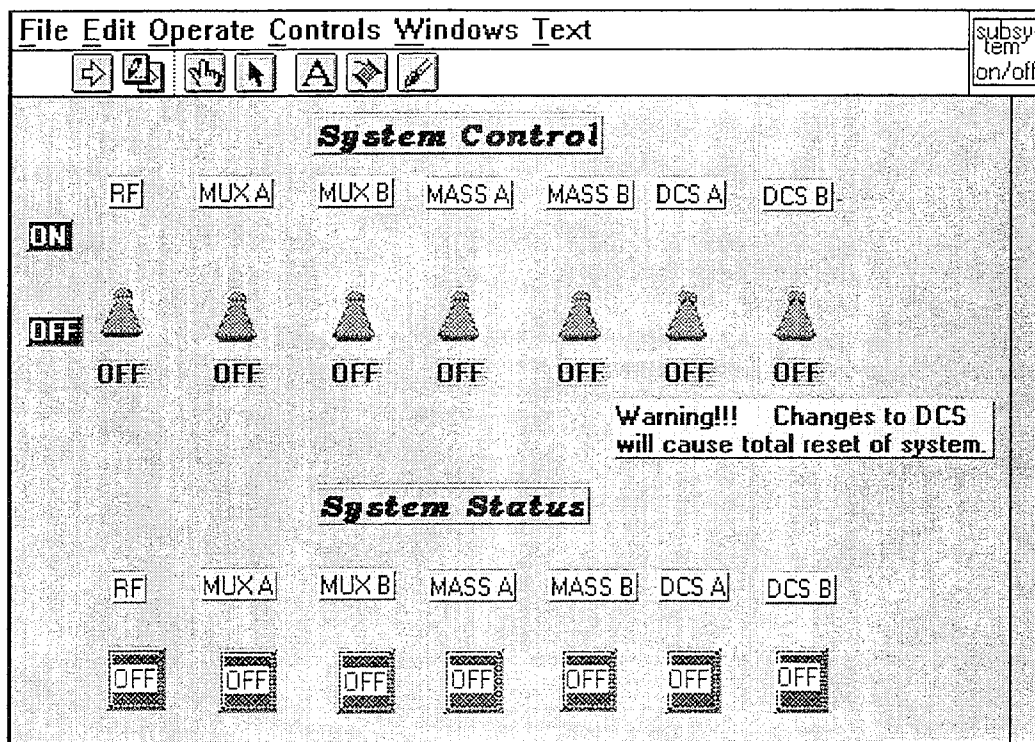 File Edit Operate Controls Windows Text
subsy
tem
on/off
A
System Control
RF MUX A MUX B MASS A MASS B DCS A DCS B
ON
OFF
OFF OFF OFF OFF OFF OFF OFF
Warning!!! Changes to DCS
will cause total reset of system.
System Status
RF MUX A MUX B MASS A MASS B DCS A DCS B
OFF OFF OFF OFF OFF OFF OFF